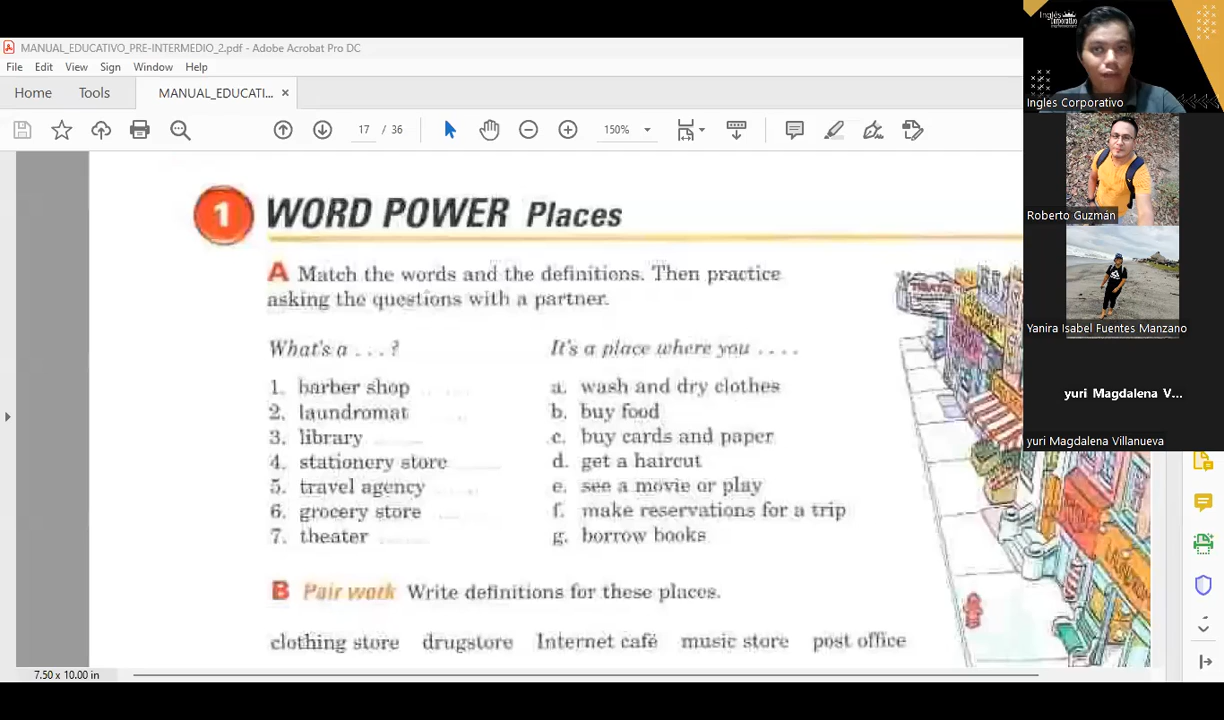 MANUAL_EDUCATIVO_PRE-INTERMEDIO_2.pdf - Adobe Acrobat Pro DC
File Edit View Sign Window Help
Home Tools MANUAL_EDUCATI... ×
17 / 36 150%
1 WORD POWER Places
A Match the words and the definitions. Then practice
asking the questions with a partner.
What's a . . . ? It's a place where you . . . .
1. barber shop a. wash and dry clothes
2. laundromat b. buy food
3. library c. buy cards and paper
4. stationery store d. get a haircut
5. travel agency e. see a movie or play
6. grocery store f. make reservations for a trip
7. theater g. borrow books
B Pair work Write definitions for these places.
clothing store drugstore Internet café music store post office
7.50 x 10.00 in
Inglés
Corporativo
Ingles Corporativo
Roberto Guzmán
Yanira Isabel Fuentes Manzano
yuri Magdalena V...
yuri Magdalena Villanueva